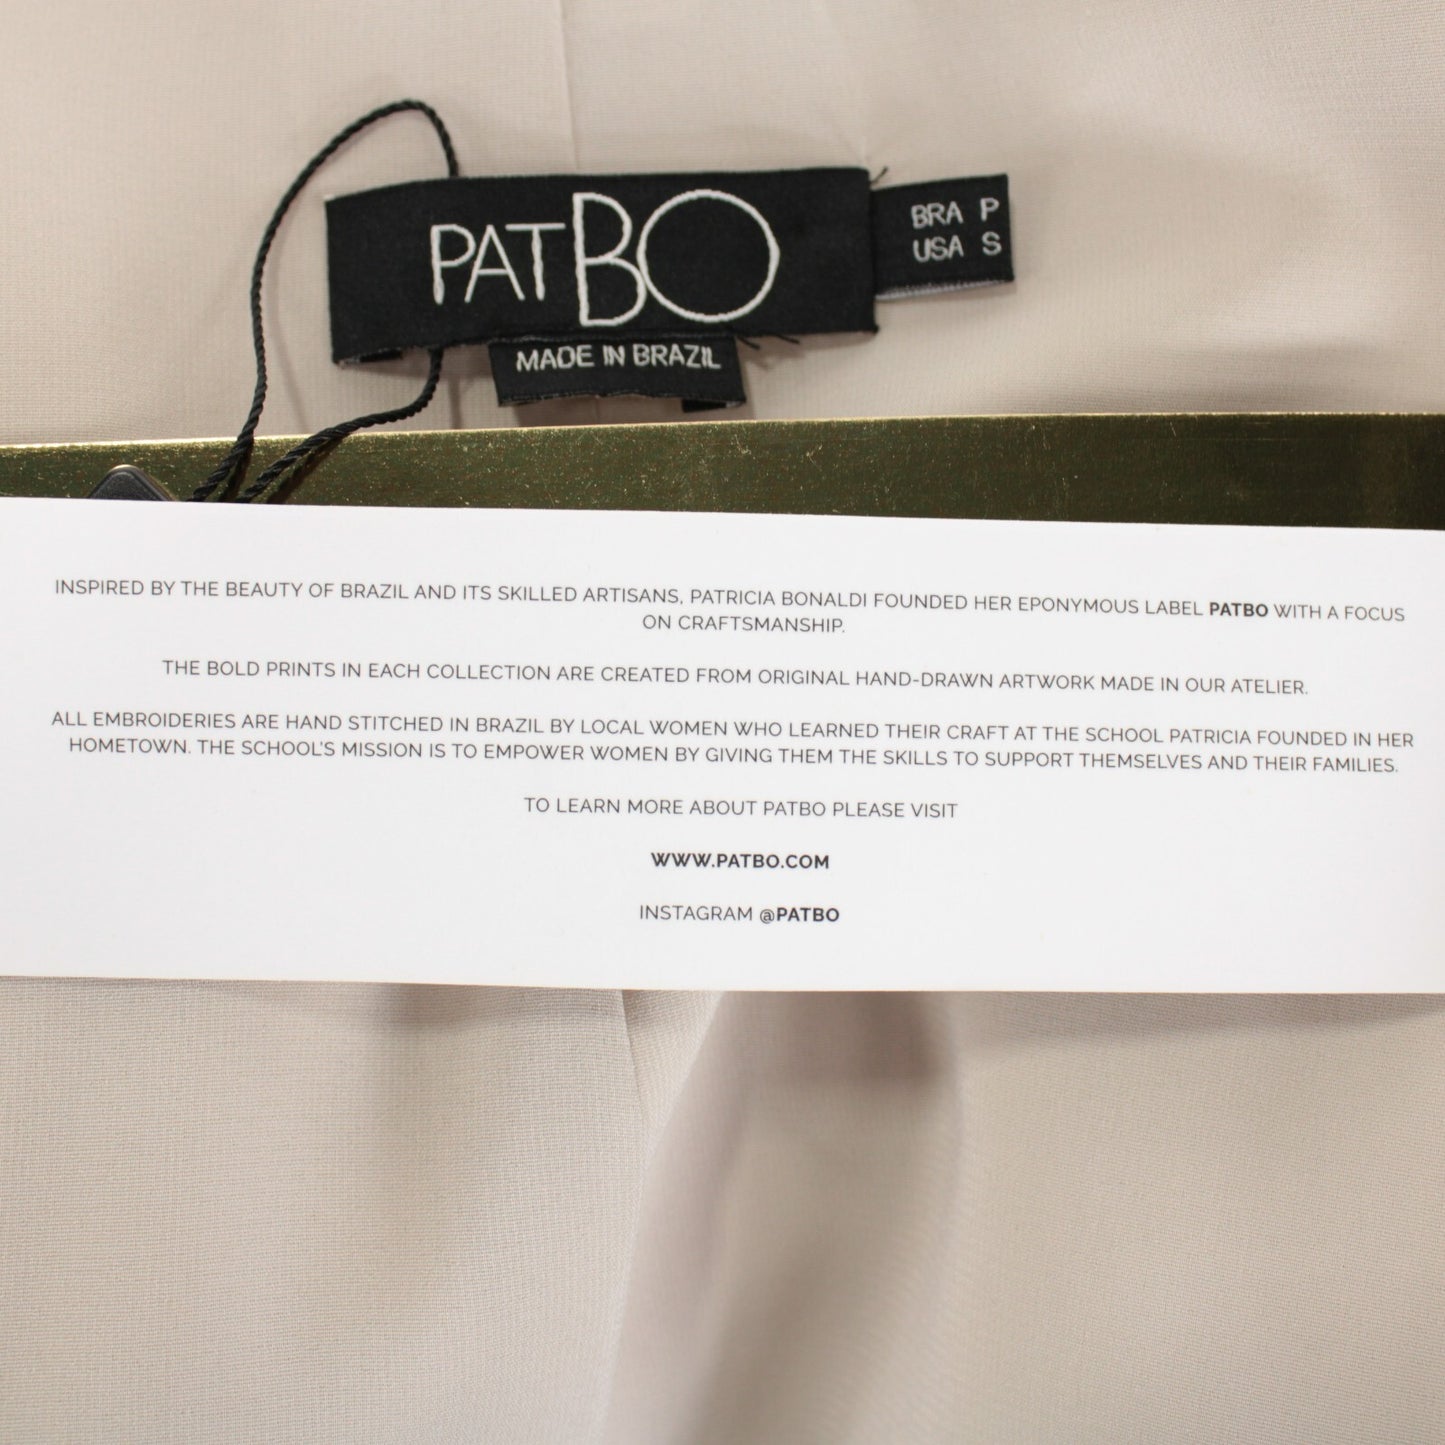 PATBO
BRA P
USA S
MADE IN BRAZIL
INSPIRED BY THE BEAUTY OF BRAZIL AND ITS SKILLED ARTISANS, PATRICIA BONALDI FOUNDED HER EPONYMOUS LABEL PATBO WITH A FOCUS
ON CRAFTSMANSHIP.
THE BOLD PRINTS IN EACH COLLECTION ARE CREATED FROM ORIGINAL HAND-DRAWN ARTWORK MADE IN OUR ATELIER.
ALL EMBROIDERIES ARE HAND STITCHED IN BRAZIL BY LOCAL WOMEN WHO LEARNED THEIR CRAFT AT THE SCHOOL PATRICIA FOUNDED IN HER
HOMETOWN. THE SCHOOL'S MISSION IS TO EMPOWER WOMEN BY GIVING THEM THE SKILLS TO SUPPORT THEMSELVES AND THEIR FAMILIES.
TO LEARN MORE ABOUT PATBO PLEASE VISIT
WWW.PATBO.COM
INSTAGRAM @PATBO